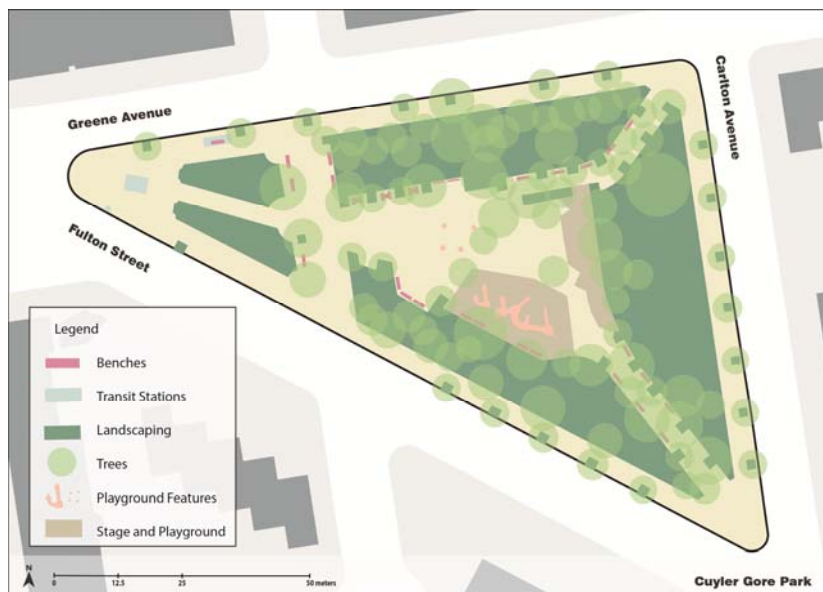 Greene Avenue
Carlton Avenue
Fulton Street
Legend
Benches
Transit Stations
Landscaping
Trees
Playground Features
Stage and Playground
N
0
12.5
25
50 meters
Cuyler Gore Park